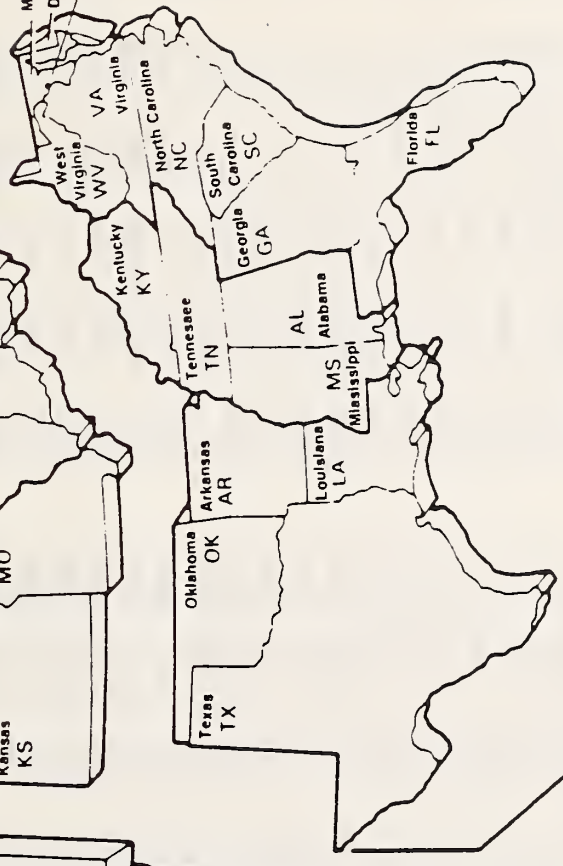 M
D
Kansas
KS
MO
West
Virginia
WV
VA
Virginia
Kentucky
KY
North Carolina
NC
Tennessee
TN
South
Carolina
SC
Georgia
GA
AL
Alabama
MS
Mississippi
Arkansas
AR
Louisiana
LA
Oklahoma
OK
Texas
TX
Florida
FL